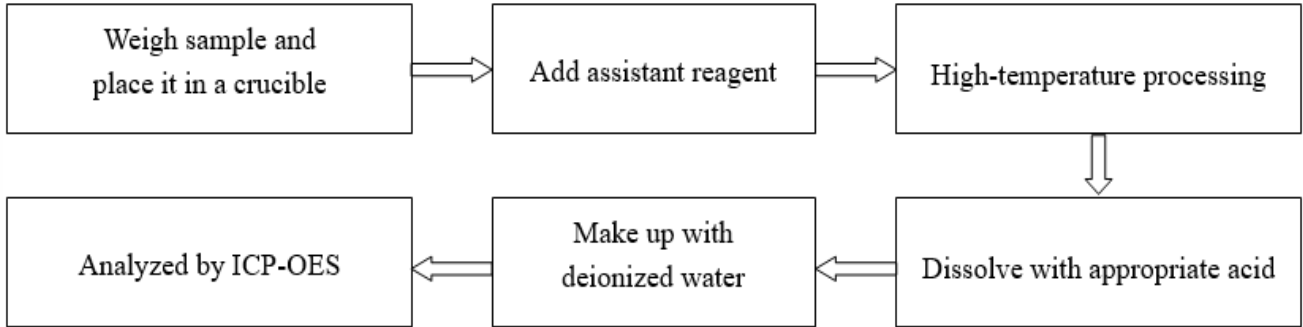 Weigh sample and
place it in a crucible
Add assistant reagent
High-temperature processing
Dissolve with appropriate acid
Make up with
deionized water
Analyzed by ICP-OES